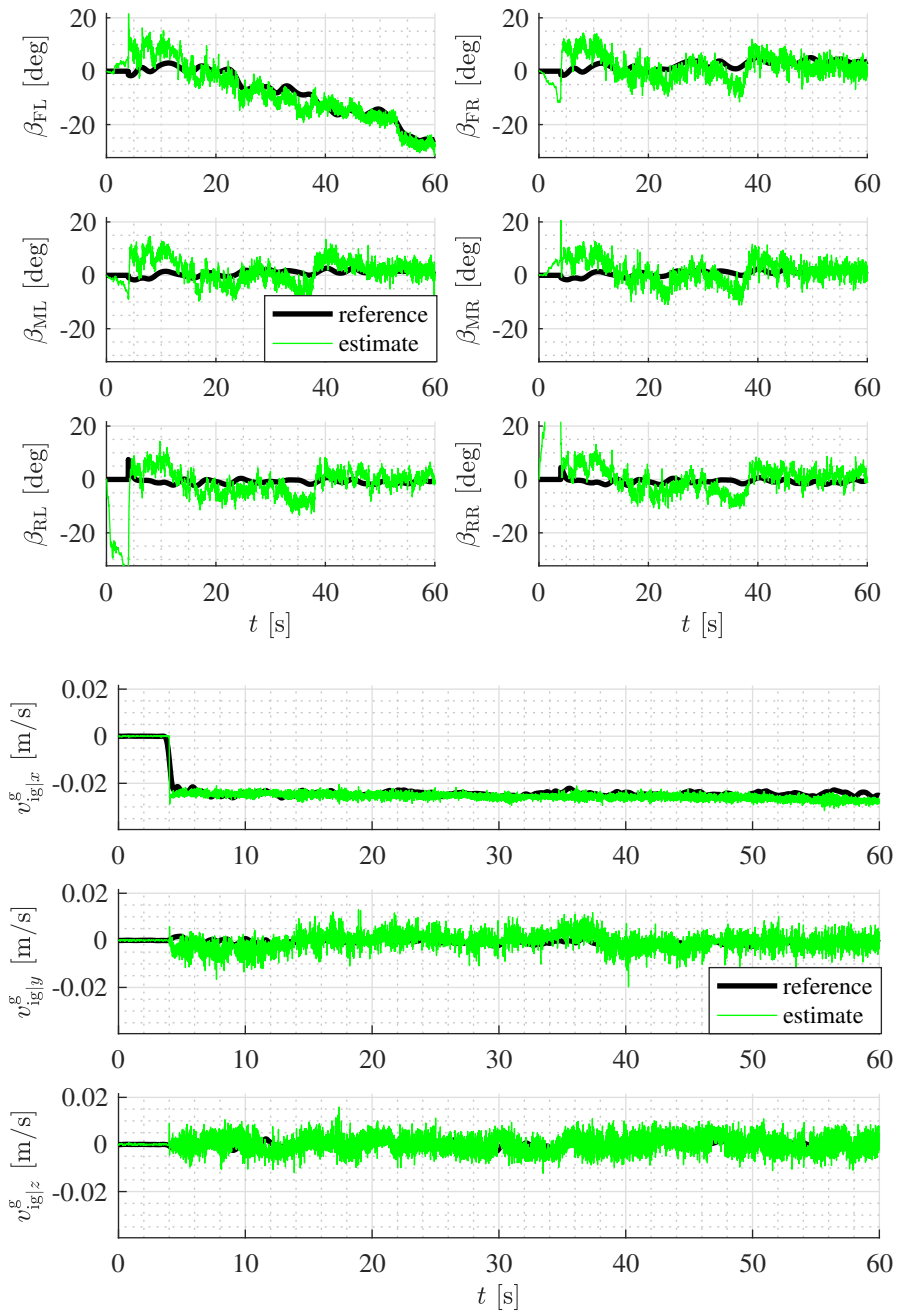 20
0
-20
β_FL [deg]
0 20 40 60
20
0
-20
β_FR [deg]
0 20 40 60
20
0
-20
β_ML [deg]
reference
estimate
0 20 40 60
20
0
-20
β_MR [deg]
0 20 40 60
20
0
-20
β_RL [deg]
0 20 40 60
t [s]
20
0
-20
β_RR [deg]
0 20 40 60
t [s]
0.02
0
-0.02
v^g_ig|x [m/s]
0 10 20 30 40 50 60
0.02
0
-0.02
v^g_ig|y [m/s]
reference
estimate
0 10 20 30 40 50 60
0.02
0
-0.02
v^g_ig|z [m/s]
0 10 20 30 40 50 60
t [s]